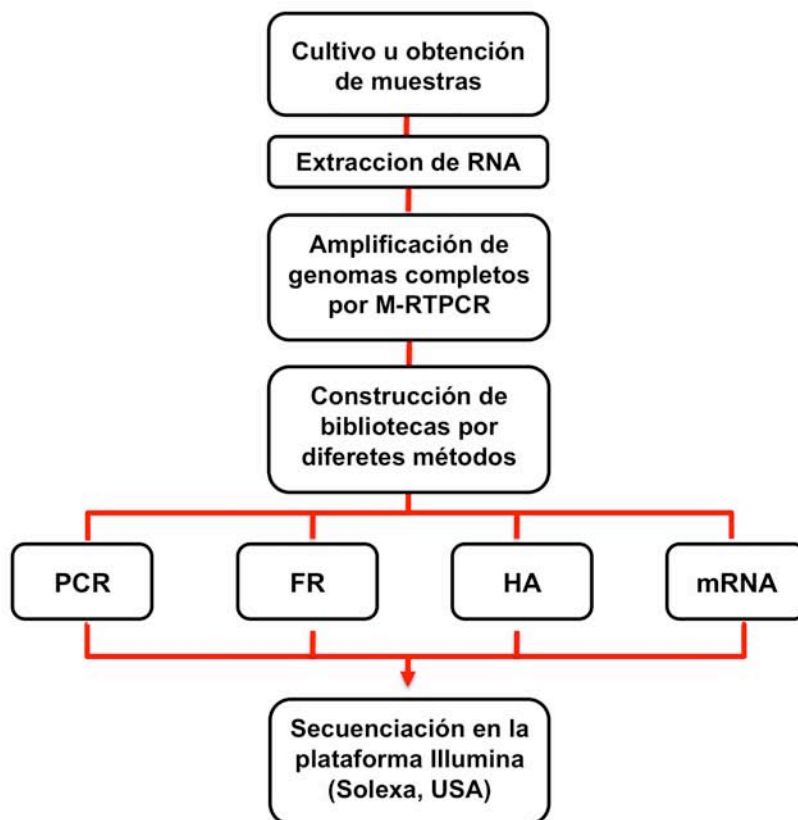 Cultivo u obtención
de muestras
Extraccion de RNA
Amplificación de
genomas completos
por M-RTPCR
Construcción de
bibliotecas por
diferetes métodos
PCR
FR
HA
mRNA
Secuenciación en la
plataforma Illumina
(Solexa, USA)